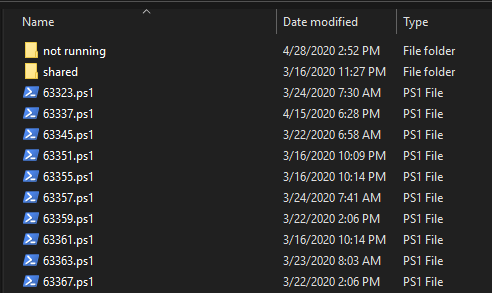 Name Date modified Type
not running 4/28/2020 2:52 PM File folder
shared 3/16/2020 11:27 PM File folder
63323.ps1 3/24/2020 7:30 AM PS1 File
63337.ps1 4/15/2020 6:28 PM PS1 File
63345.ps1 3/22/2020 6:58 AM PS1 File
63351.ps1 3/16/2020 10:09 PM PS1 File
63355.ps1 3/16/2020 10:14 PM PS1 File
63357.ps1 3/24/2020 7:41 AM PS1 File
63359.ps1 3/22/2020 2:06 PM PS1 File
63361.ps1 3/16/2020 10:14 PM PS1 File
63363.ps1 3/23/2020 8:03 AM PS1 File
63367.ps1 3/22/2020 2:06 PM PS1 File